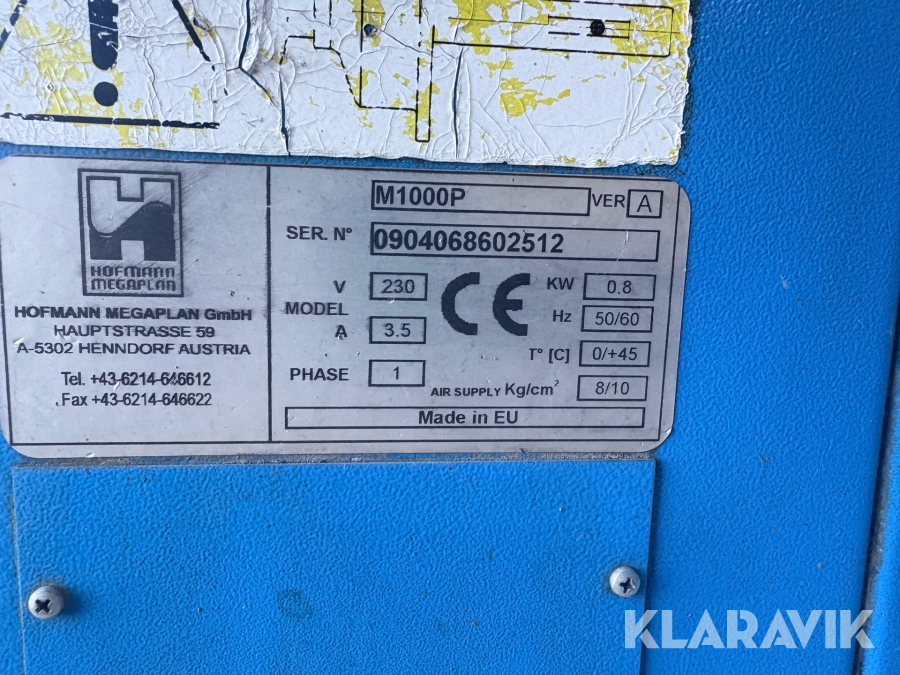 HOFMANN
MEGAPLAN
HOFMANN MEGAPLAN GmbH
HAUPTSTRASSE 59
A-5302 HENNDORF AUSTRIA
Tel. +43-6214-646612
Fax +43-6214-646622
M1000P VER A
SER. N° 0904068602512
V 230 KW 0.8
MODEL CE Hz 50/60
A 3.5 T° [C] 0/+45
PHASE 1 AIR SUPPLY Kg/cm² 8/10
Made in EU
KLARAVIK